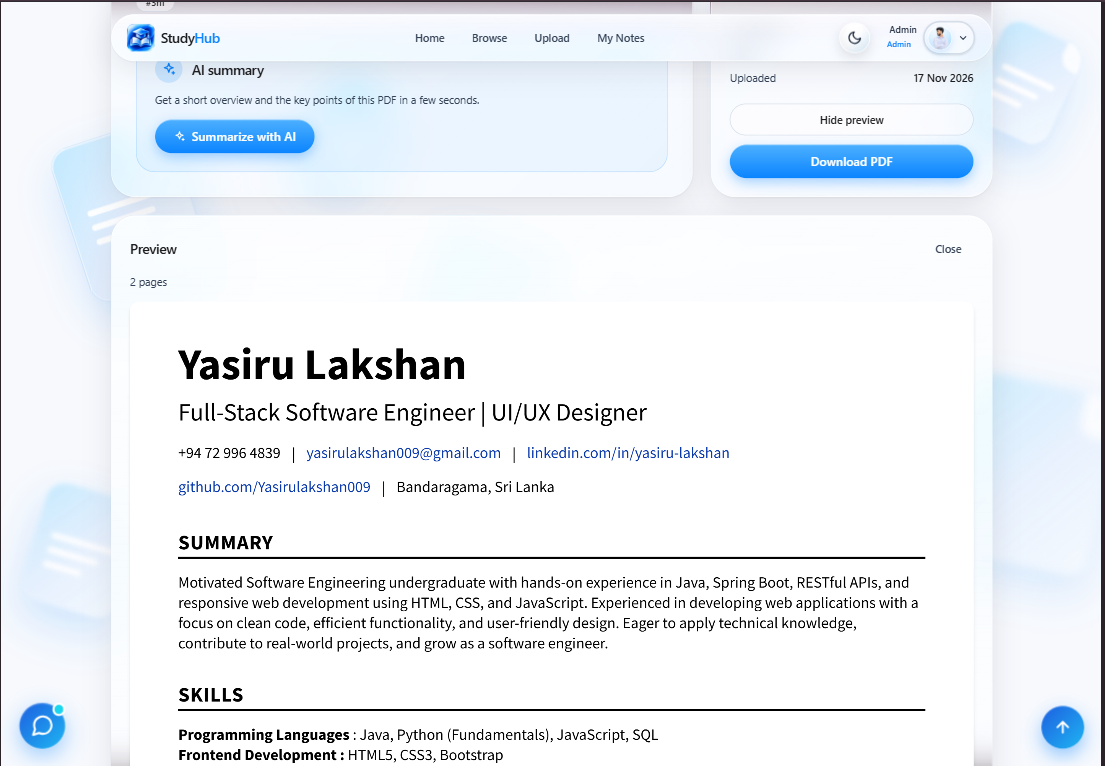 #3m
StudyHub
Home Browse Upload My Notes
Admin
Admin
AI summary
Get a short overview and the key points of this PDF in a few seconds.
Summarize with AI
Uploaded 17 Nov 2026
Hide preview
Download PDF
Preview
Close
2 pages
Yasiru Lakshan
Full-Stack Software Engineer | UI/UX Designer
+94 72 996 4839 | yasirulakshan009@gmail.com | linkedin.com/in/yasiru-lakshan
github.com/Yasirulakshan009 | Bandaragama, Sri Lanka
SUMMARY
Motivated Software Engineering undergraduate with hands-on experience in Java, Spring Boot, RESTful APIs, and
responsive web development using HTML, CSS, and JavaScript. Experienced in developing web applications with a
focus on clean code, efficient functionality, and user-friendly design. Eager to apply technical knowledge,
contribute to real-world projects, and grow as a software engineer.
SKILLS
Programming Languages : Java, Python (Fundamentals), JavaScript, SQL
Frontend Development : HTML5, CSS3, Bootstrap